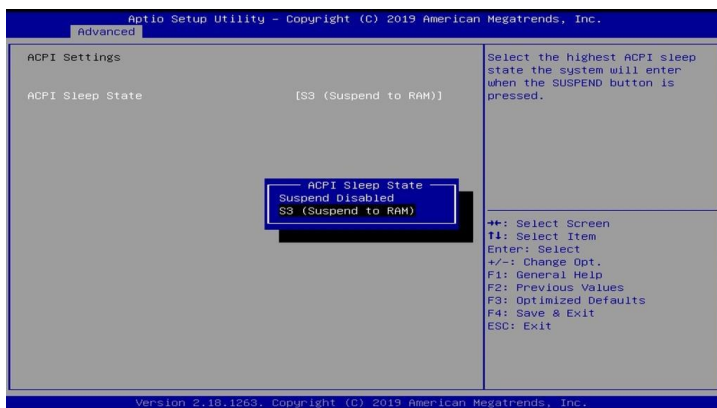 Aptio Setup Utility – Copyright (C) 2019 American Megatrends, Inc.
Advanced
ACPI Settings
ACPI Sleep State [S3 (Suspend to RAM)]
ACPI Sleep State
Suspend Disabled
S3 (Suspend to RAM)
Select the highest ACPI sleep
state the system will enter
when the SUSPEND button is
pressed.
→←: Select Screen
↑↓: Select Item
Enter: Select
+/-: Change Opt.
F1: General Help
F2: Previous Values
F3: Optimized Defaults
F4: Save & Exit
ESC: Exit
Version 2.18.1263. Copyright (C) 2019 American Megatrends, Inc.